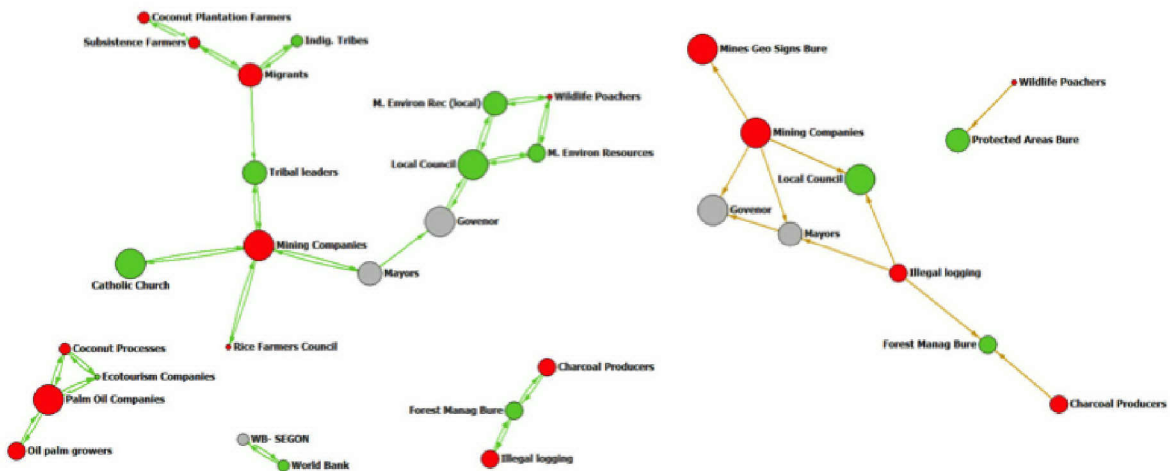 Coconut Plantation Farmers
Subsistence Farmers
Indig. Tribes
Migrants
M. Environ Rec (local)
Wildlife Poachers
M. Environ Resources
Local Council
Tribal leaders
Govenor
Mining Companies
Mayors
Catholic Church
Rice Farmers Council
Coconut Processes
Ecotourism Companies
Palm Oil Companies
Oil palm growers
WB- SEGON
World Bank
Charcoal Producers
Forest Manag Bure
Illegal logging
Mines Geo Signs Bure
Wildlife Poachers
Mining Companies
Protected Areas Bure
Local Council
Govenor
Mayors
Illegal logging
Forest Manag Bure
Charcoal Producers